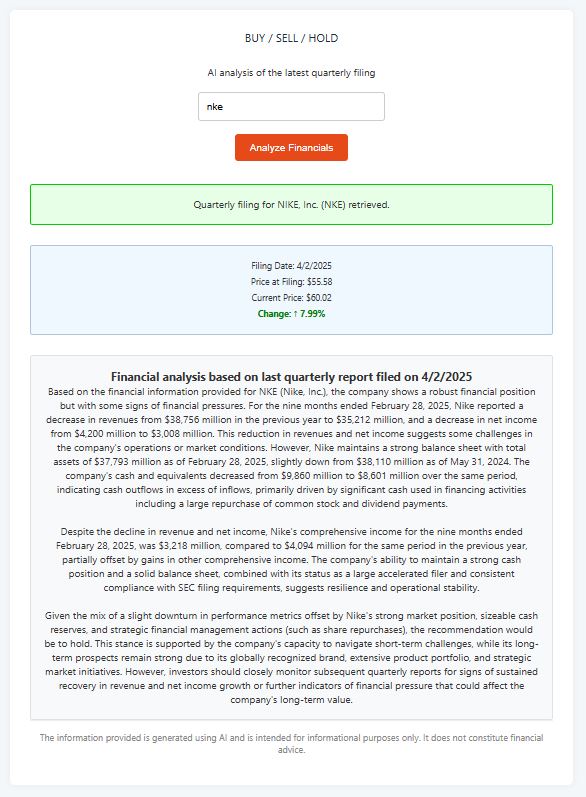 BUY / SELL / HOLD
AI analysis of the latest quarterly filing
nke
Analyze Financials
Quarterly filing for NIKE, Inc. (NKE) retrieved.
Filing Date: 4/2/2025
Price at Filing: $55.58
Current Price: $60.02
Change: ↑ 7.99%
Financial analysis based on last quarterly report filed on 4/2/2025
Based on the financial information provided for NKE (Nike, Inc.), the company shows a robust financial position
but with some signs of financial pressures. For the nine months ended February 28, 2025, Nike reported a
decrease in revenues from $38,756 million in the previous year to $35,212 million, and a decrease in net income
from $4,200 million to $3,008 million. This reduction in revenues and net income suggests some challenges in
the company's operations or market conditions. However, Nike maintains a strong balance sheet with total
assets of $37,793 million as of February 28, 2025, slightly down from $38,110 million as of May 31, 2024. The
company's cash and equivalents decreased from $9,860 million to $8,601 million over the same period,
indicating cash outflows in excess of inflows, primarily driven by significant cash used in financing activities
including a large repurchase of common stock and dividend payments.
Despite the decline in revenue and net income, Nike's comprehensive income for the nine months ended
February 28, 2025, was $3,218 million, compared to $4,094 million for the same period in the previous year,
partially offset by gains in other comprehensive income. The company's ability to maintain a strong cash
position and a solid balance sheet, combined with its status as a large accelerated filer and consistent
compliance with SEC filing requirements, suggests resilience and operational stability.
Given the mix of a slight downturn in performance metrics offset by Nike's strong market position, sizeable cash
reserves, and strategic financial management actions (such as share repurchases), the recommendation would
be to hold. This stance is supported by the company's capacity to navigate short-term challenges, while its long-
term prospects remain strong due to its globally recognized brand, extensive product portfolio, and strategic
market initiatives. However, investors should closely monitor subsequent quarterly reports for signs of sustained
recovery in revenue and net income growth or further indicators of financial pressure that could affect the
company's long-term value.
The information provided is generated using AI and is intended for informational purposes only. It does not constitute financial
advice.